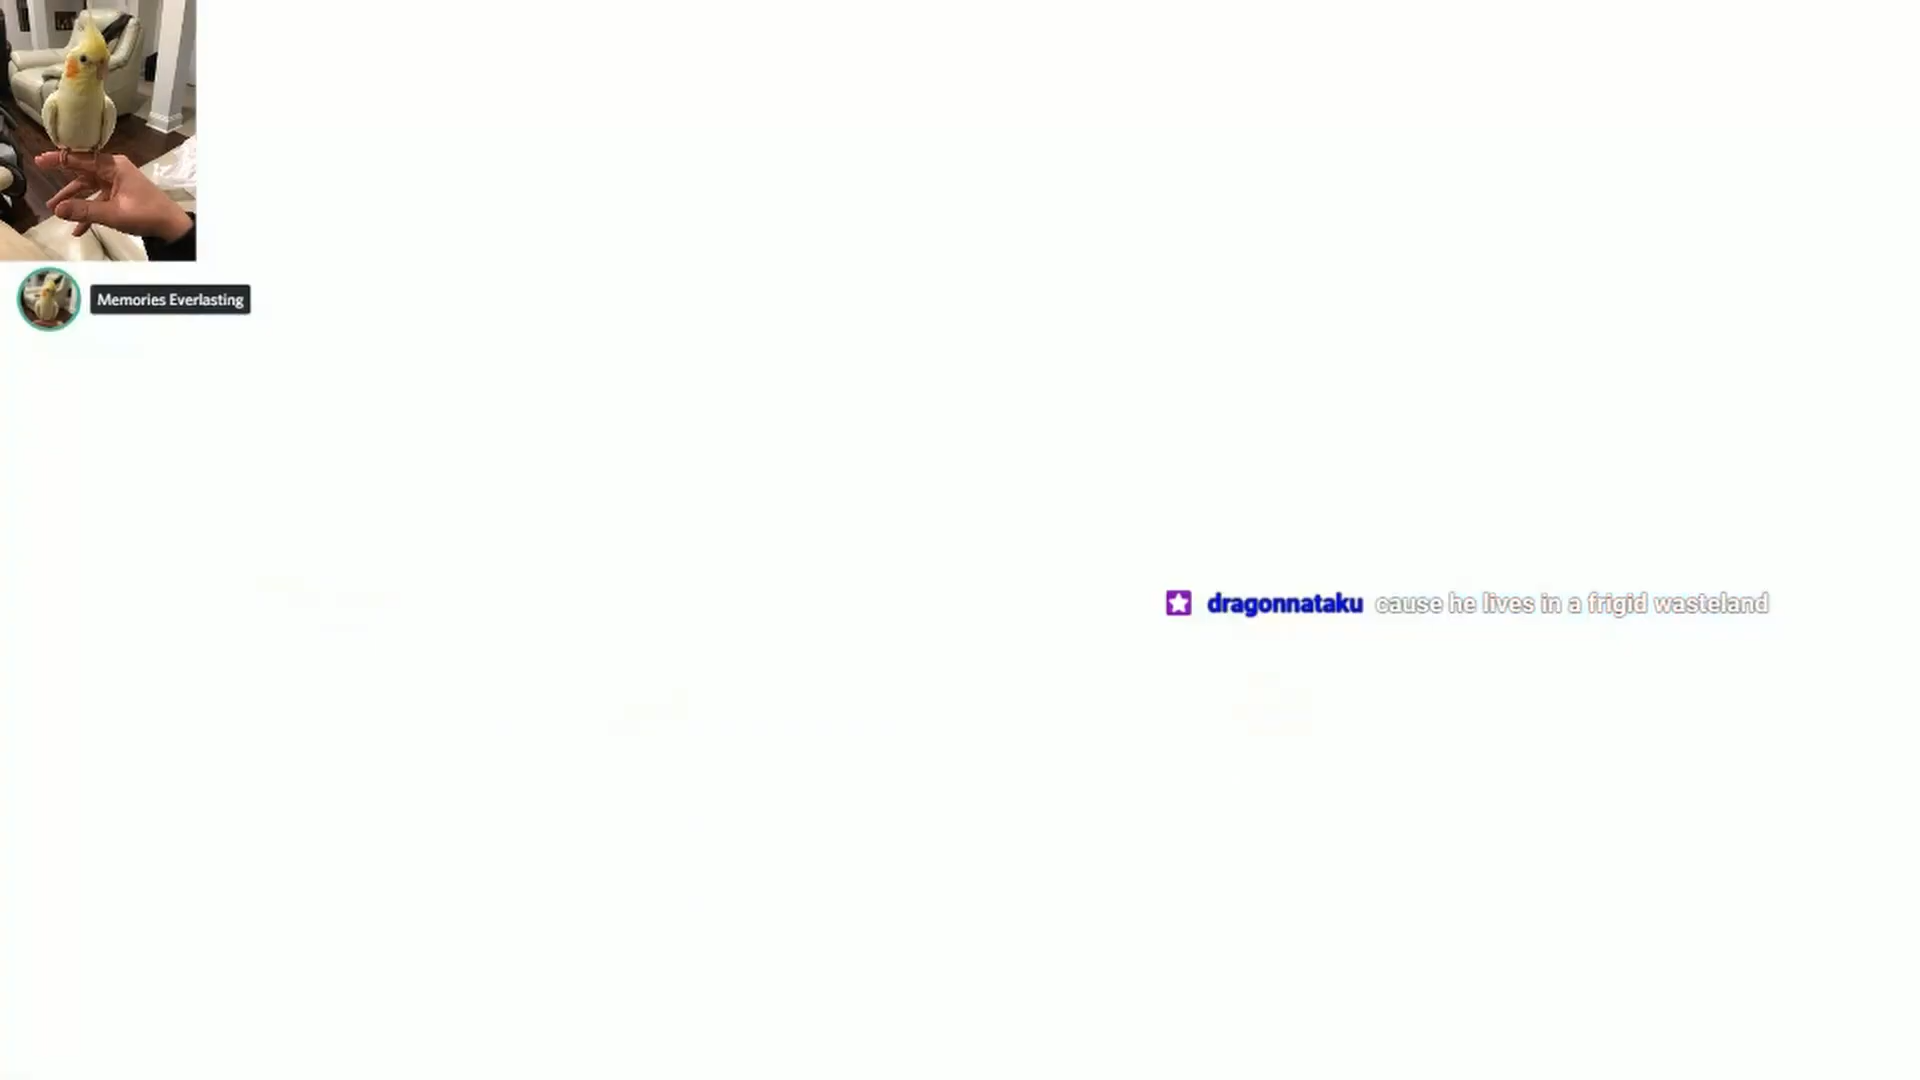 Memories Everlasting
dragonnataku cause he lives in a frigid wasteland